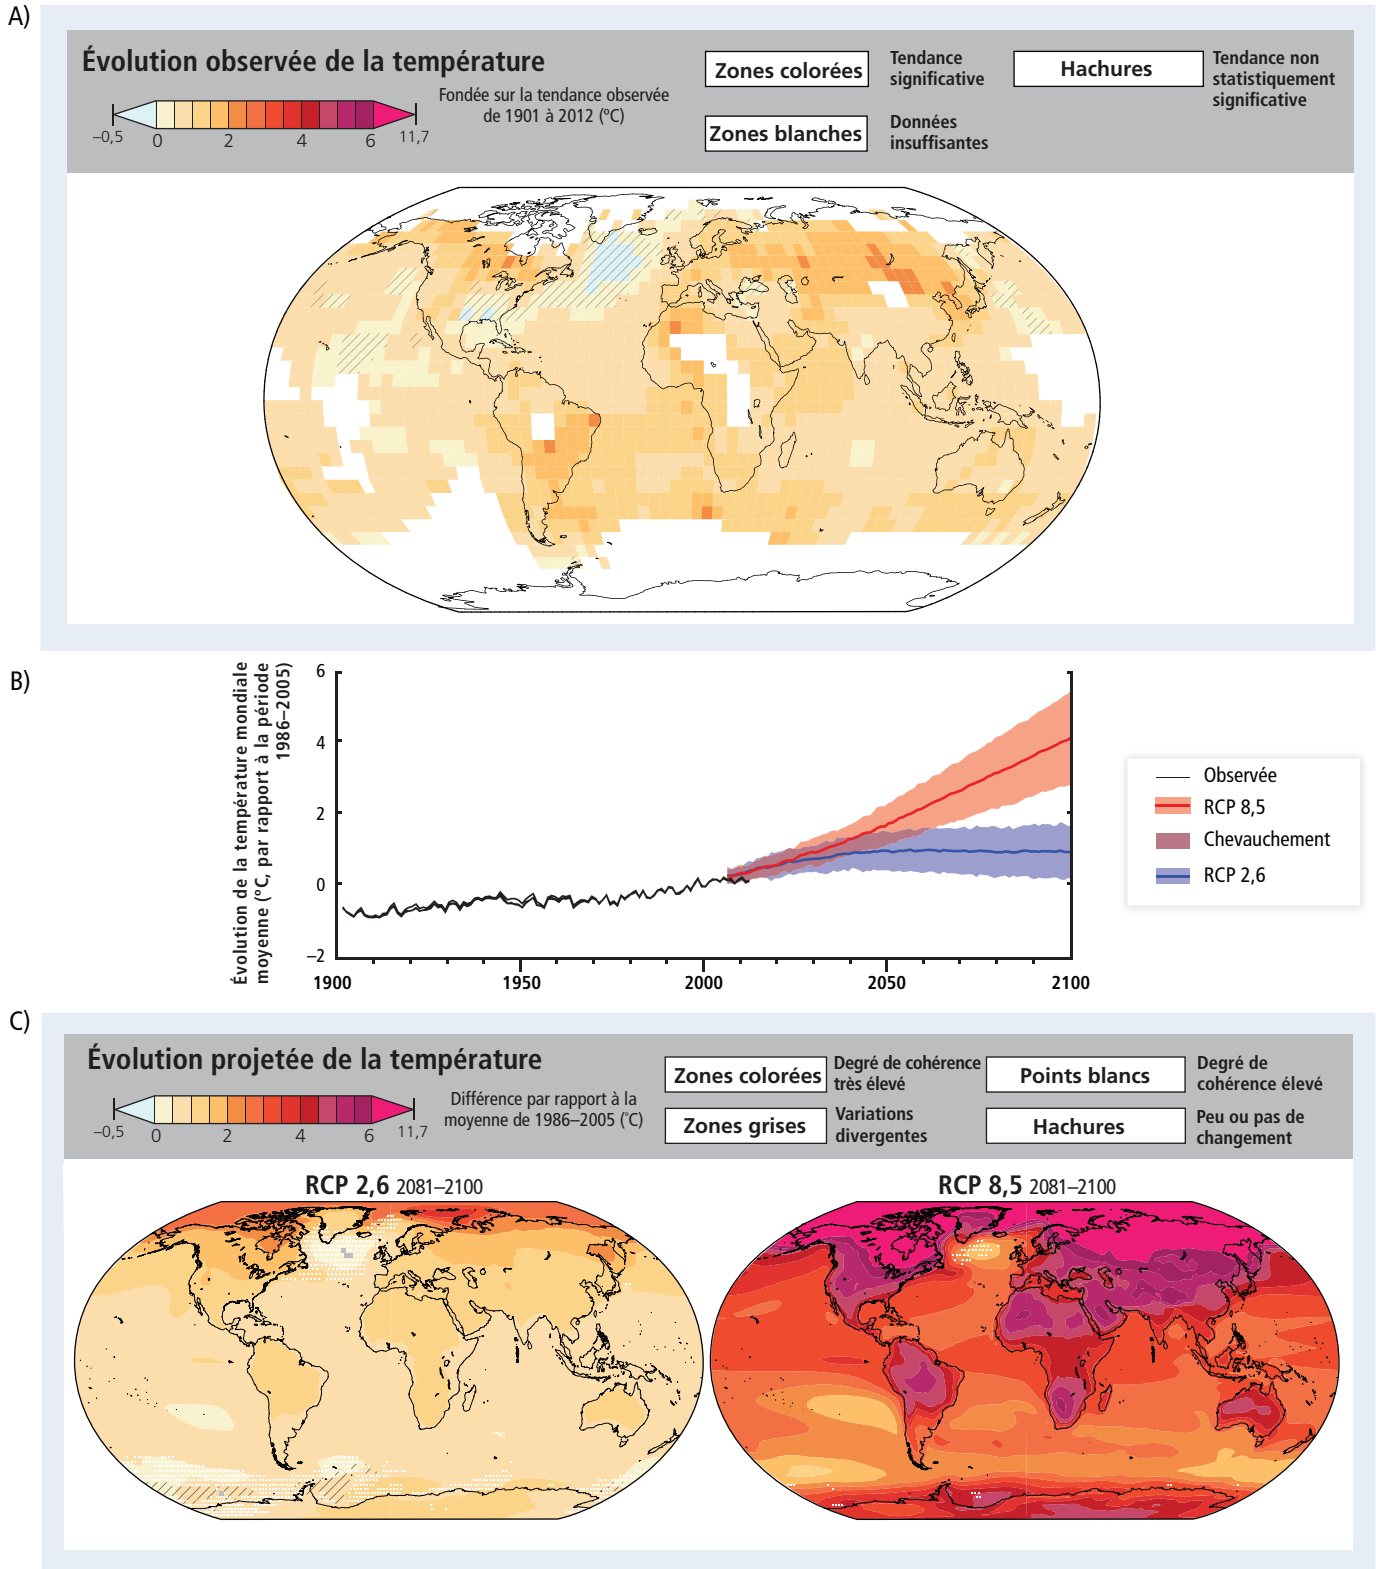 A)
Évolution observée de la température
Fondée sur la tendance observée
de 1901 à 2012 (°C)
–0,5
0
2
4
6
11,7
Zones colorées
Tendance
significative
Hachures
Tendance non
statistiquement
significative
Zones blanches
Données
insuffisantes
B)
Évolution de la température mondiale
moyenne (°C, par rapport à la période
1986–2005)
6
4
2
0
–2
1900
1950
2000
2050
2100
Observée
RCP 8,5
Chevauchement
RCP 2,6
C)
Évolution projetée de la température
Différence par rapport à la
moyenne de 1986–2005 (°C)
–0,5
0
2
4
6
11,7
Zones colorées
Degré de cohérence
très élevé
Points blancs
Degré de
cohérence élevé
Zones grises
Variations
divergentes
Hachures
Peu ou pas de
changement
RCP 2,6 2081–2100
RCP 8,5 2081–2100